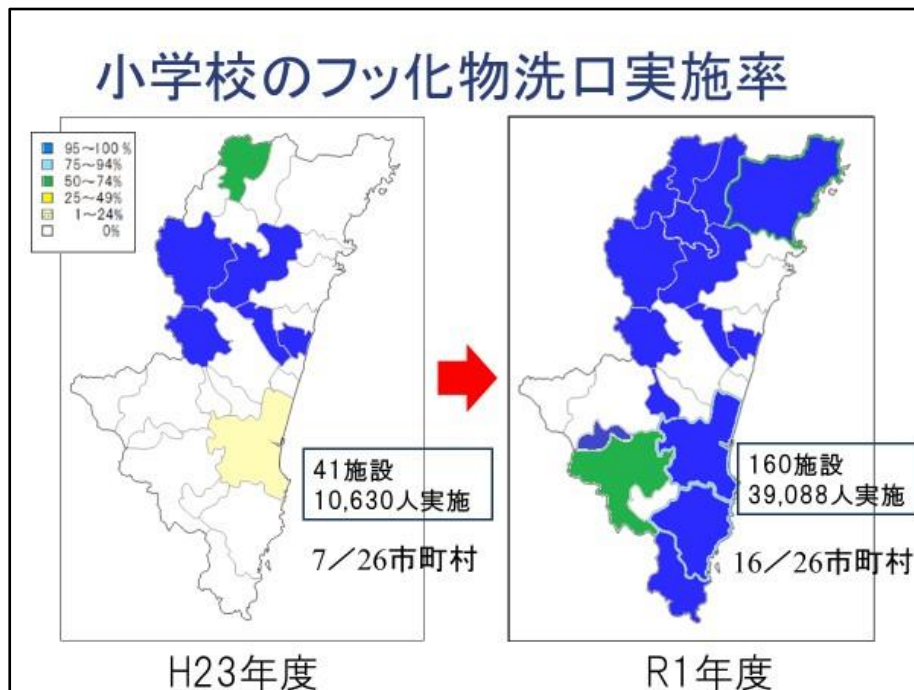 小学校のフッ化物洗口実施率
95～100%
75～94%
50～74%
25～49%
1～24%
0%
41施設
10,630人実施
7／26市町村
H23年度
160施設
39,088人実施
16／26市町村
R1年度